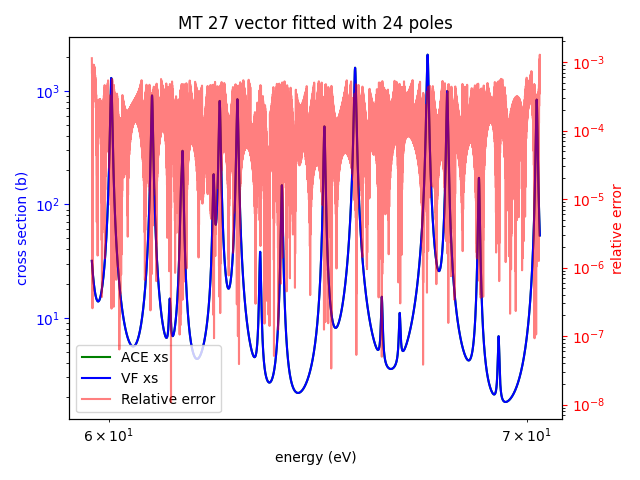 MT 27 vector fitted with 24 poles
cross section (b)
10³
10²
10¹
10⁻³
10⁻⁴
10⁻⁵
10⁻⁶
10⁻⁷
10⁻⁸
relative error
ACE xs
VF xs
Relative error
6 × 10¹
7 × 10¹
energy (eV)